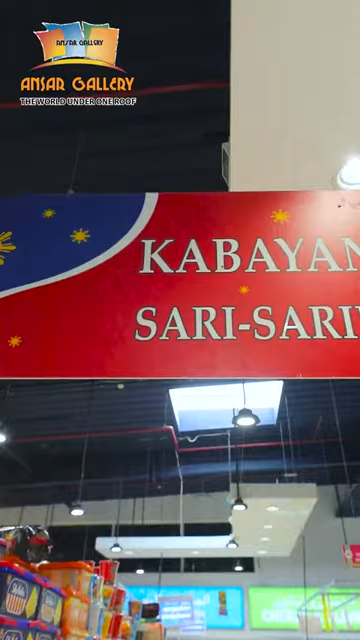 ANSAR GALLERY
ANSAR GALLERY
THE WORLD UNDER ONE ROOF
KABAYAN
SARI-SARI